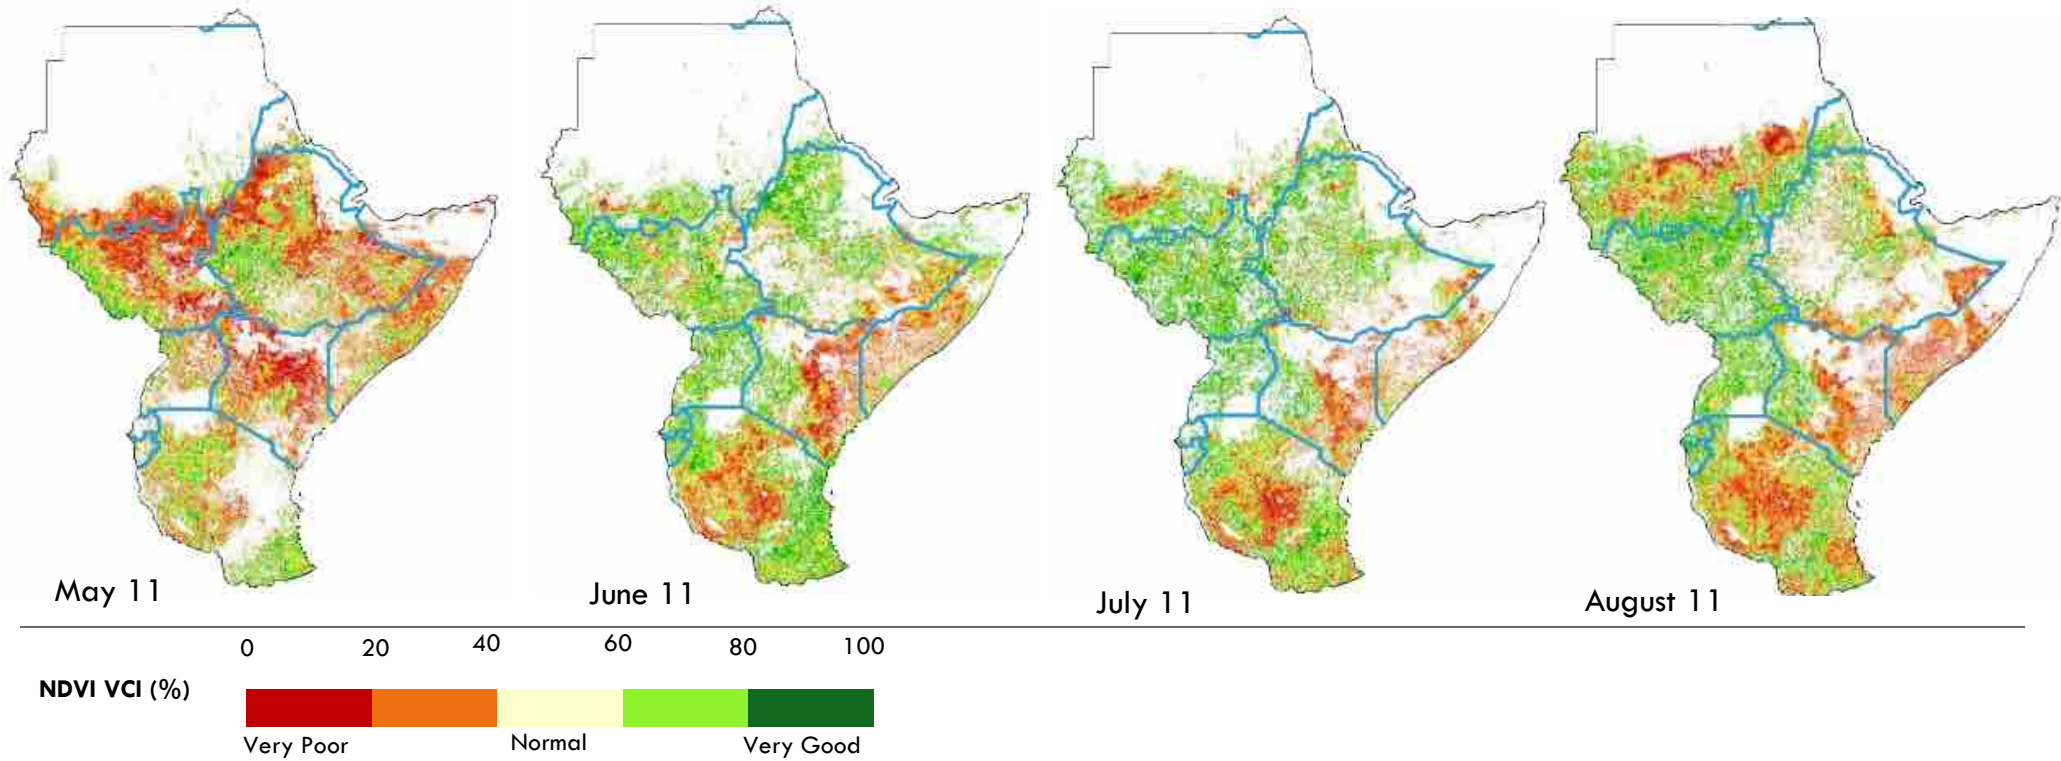 May 11
June 11
July 11
August 11
0 20 40 60 80 100
NDVI VCI (%)
Very Poor Normal Very Good